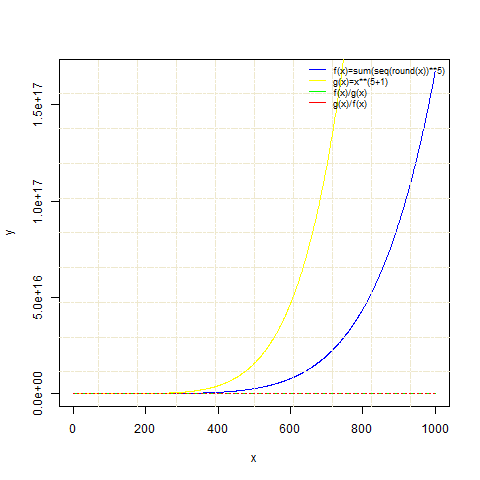 f(x)=sum(seq(round(x))**5)
g(x)=x**(5+1)
f(x)/g(x)
g(x)/f(x)
1.5e+17
1.0e+17
5.0e+16
0.0e+00
y
0 200 400 600 800 1000
x